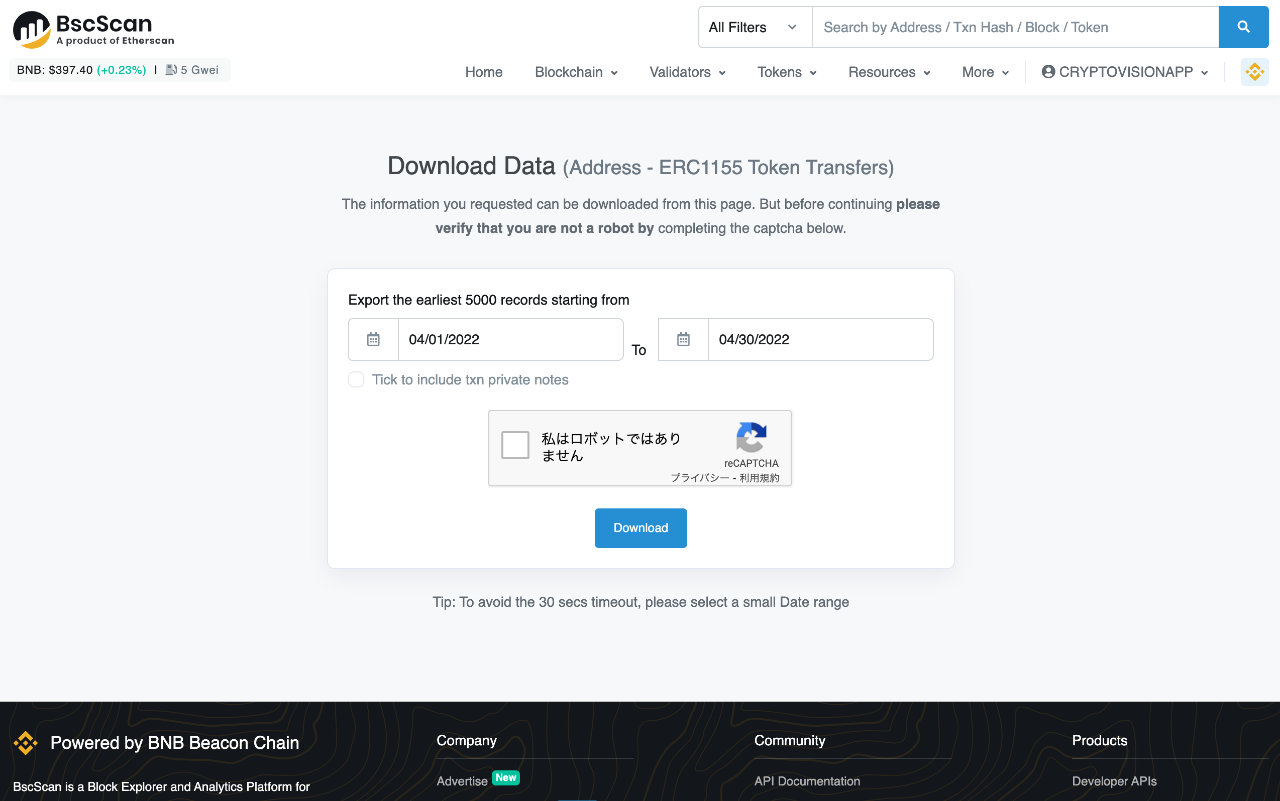 BscScan
A product of Etherscan
All Filters
Search by Address / Txn Hash / Block / Token
BNB: $397.40 (+0.23%) | 5 Gwei
Home Blockchain Validators Tokens Resources More CRYPTOVISIONAPP
Download Data (Address - ERC1155 Token Transfers)
The information you requested can be downloaded from this page. But before continuing please
verify that you are not a robot by completing the captcha below.
Export the earliest 5000 records starting from
04/01/2022 To 04/30/2022
Tick to include txn private notes
私はロボットではあり
ません
reCAPTCHA
プライバシー - 利用規約
Download
Tip: To avoid the 30 secs timeout, please select a small Date range
Powered by BNB Beacon Chain
BscScan is a Block Explorer and Analytics Platform for
Company
Advertise New
Community
API Documentation
Products
Developer APIs